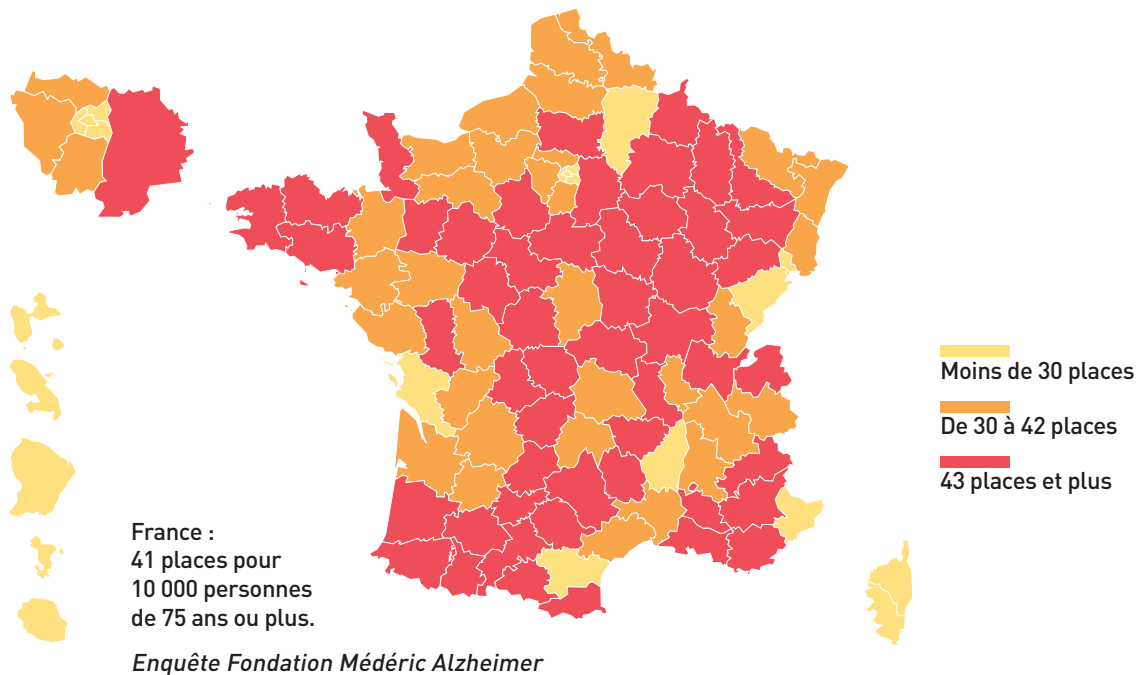 Moins de 30 places
De 30 à 42 places
43 places et plus
France :
41 places pour
10 000 personnes
de 75 ans ou plus.
Enquête Fondation Médéric Alzheimer